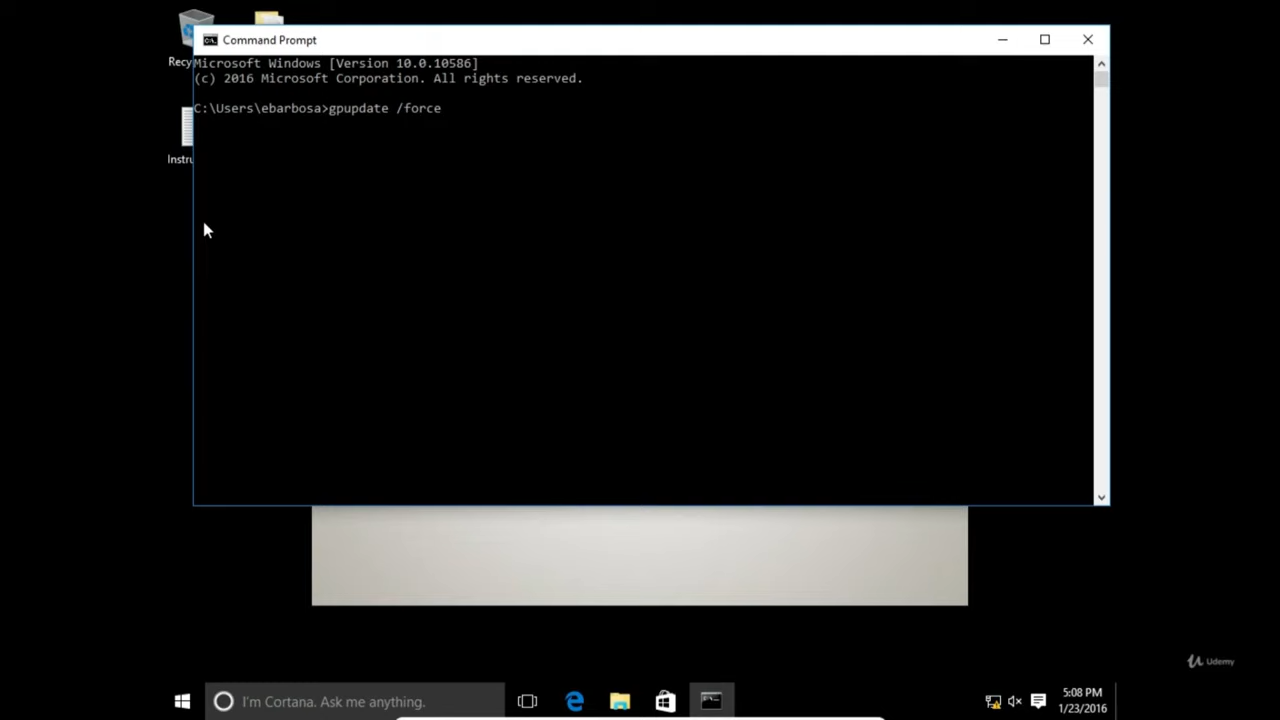 Command Prompt
Recy
Microsoft Windows [Version 10.0.10586]
(c) 2016 Microsoft Corporation. All rights reserved.
C:\Users\ebarbosa>gpupdate /force
Instru
Udemy
I'm Cortana. Ask me anything.
5:08 PM
1/23/2016